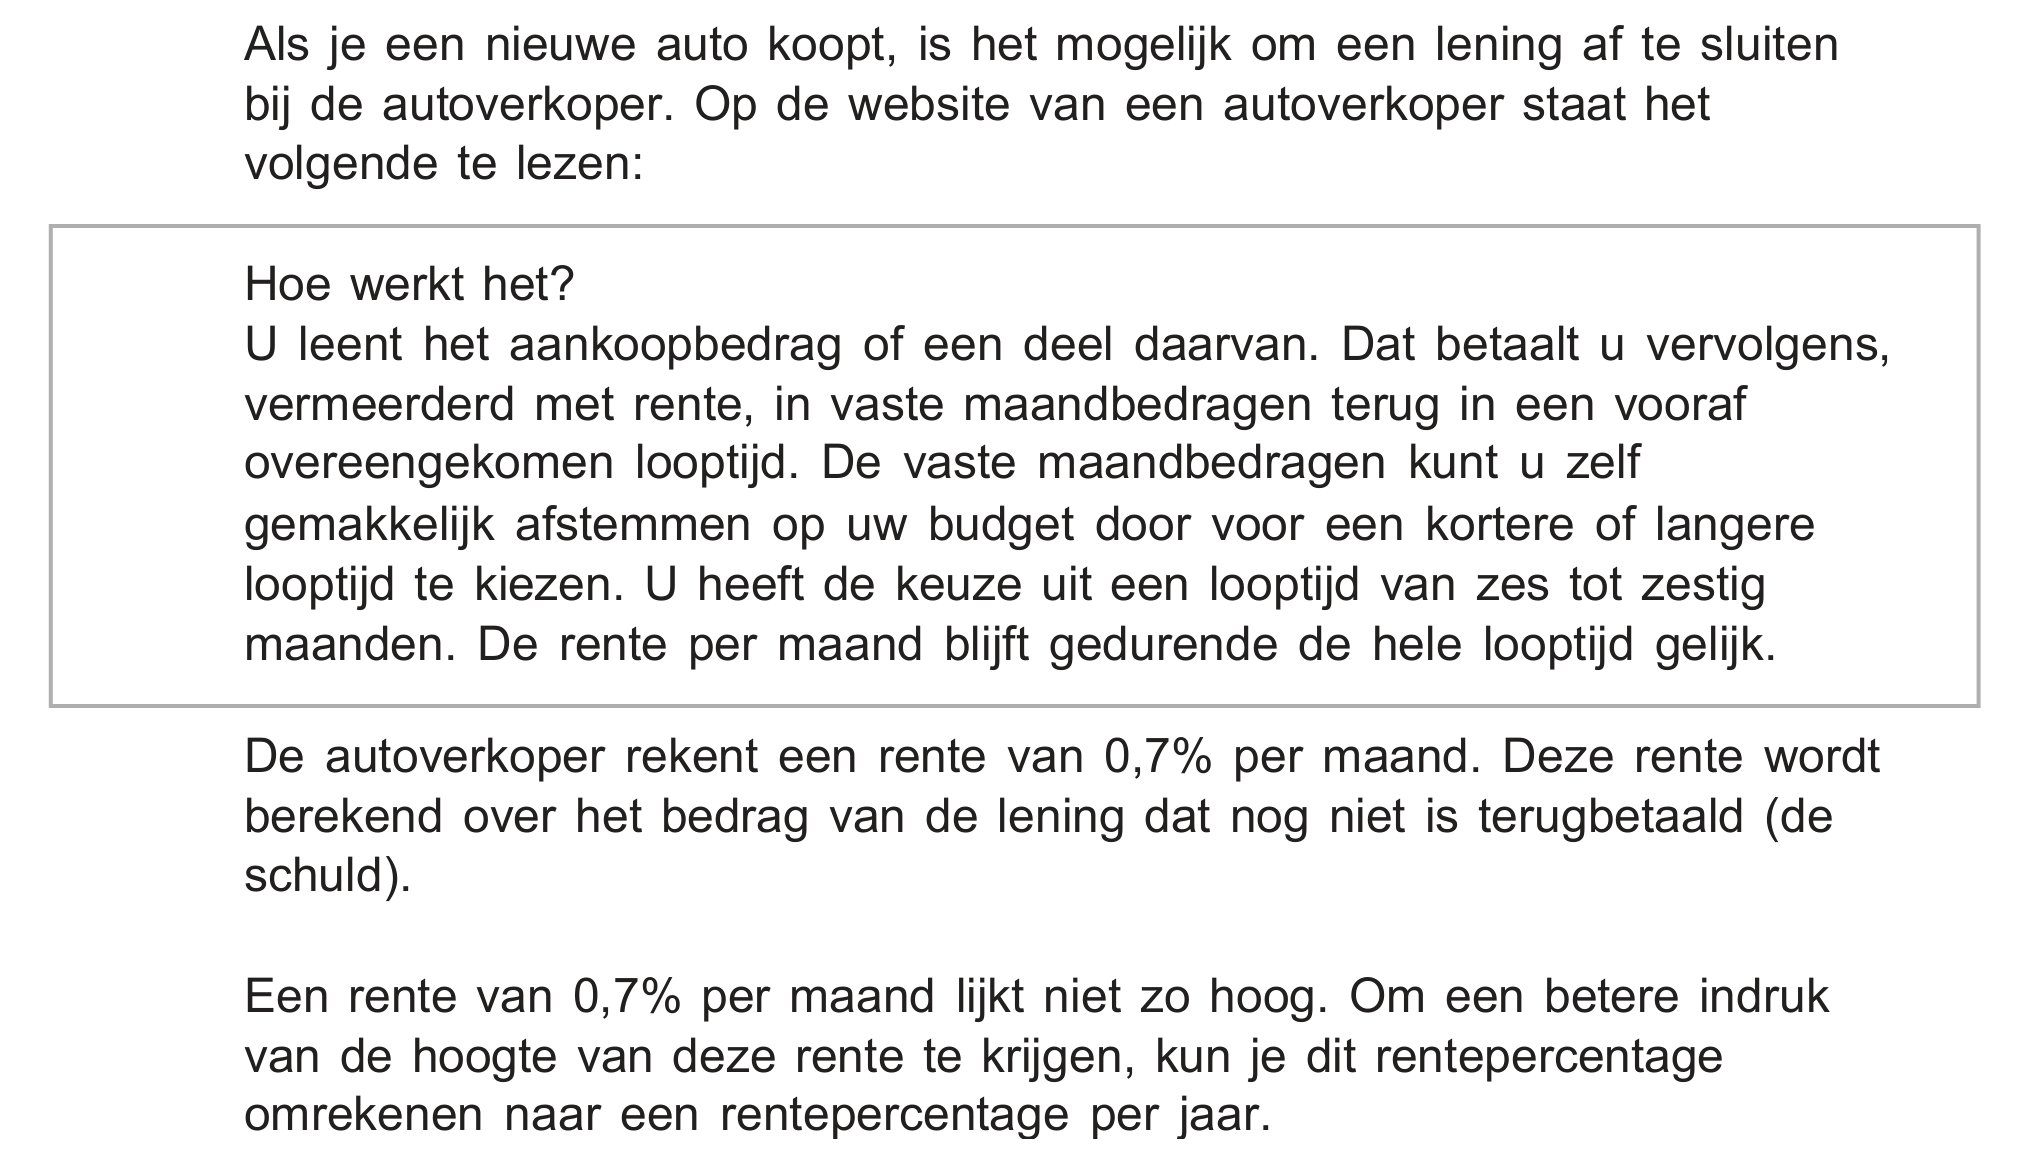 Als je een nieuwe auto koopt, is het mogelijk om een lening af te sluiten
bij de autoverkoper. Op de website van een autoverkoper staat het
volgende te lezen:
Hoe werkt het?
U leent het aankoopbedrag of een deel daarvan. Dat betaalt u vervolgens,
vermeerderd met rente, in vaste maandbedragen terug in een vooraf
overeengekomen looptijd. De vaste maandbedragen kunt u zelf
gemakkelijk afstemmen op uw budget door voor een kortere of langere
looptijd te kiezen. U heeft de keuze uit een looptijd van zes tot zestig
maanden. De rente per maand blijft gedurende de hele looptijd gelijk.
De autoverkoper rekent een rente van 0,7% per maand. Deze rente wordt
berekend over het bedrag van de lening dat nog niet is terugbetaald (de
schuld).
Een rente van 0,7% per maand lijkt niet zo hoog. Om een betere indruk
van de hoogte van deze rente te krijgen, kun je dit rentepercentage
omrekenen naar een rentepercentage per jaar.